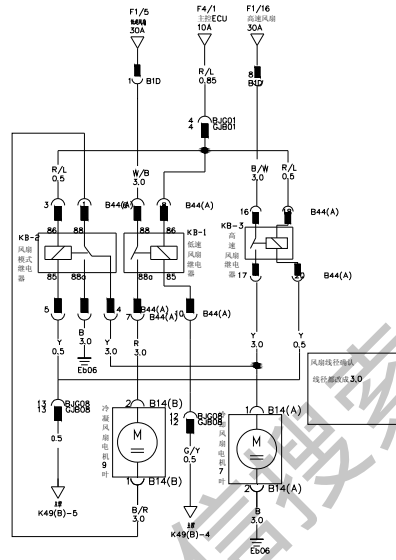 F1/5
30A
F4/1
主控ECU
10A
F1/16
高速风扇
30A
1
B1D
R/L
0.85
8
B1D
4
4
BJG01
GJB01
R/L
0.5
W/B
3.0
B/W
3.0
R/L
0.5
3
1
B44(A)
8
B44(A)
16
B44(A)
86
88
88
86
KB-2
风扇
模式
继电
器
KB-1
低速
风扇
继电
器
KB-3
高
速
风扇
继电
器
85
88a
88a
85
17
B44(A)
5
4
7
B44(A)
10
B44(A)
Y
0.5
B
3.0
Eb06
Y
3.0
R
3.0
Y
3.0
Y
0.5
风扇线径确认
线径都改成3.0
13
13
BJG08
GJB08
2
B14(B)
12
12
BJG08
GJB08
1
B14(A)
冷
凝
风
扇
电
机
9
叶
M
风
扇
电
机
7
叶
M
0.5
G/Y
0.5
1
B14(B)
2
B14(A)
K49(B)-5
B/R
3.0
K49(B)-4
B
3.0
Eb06
信搜索